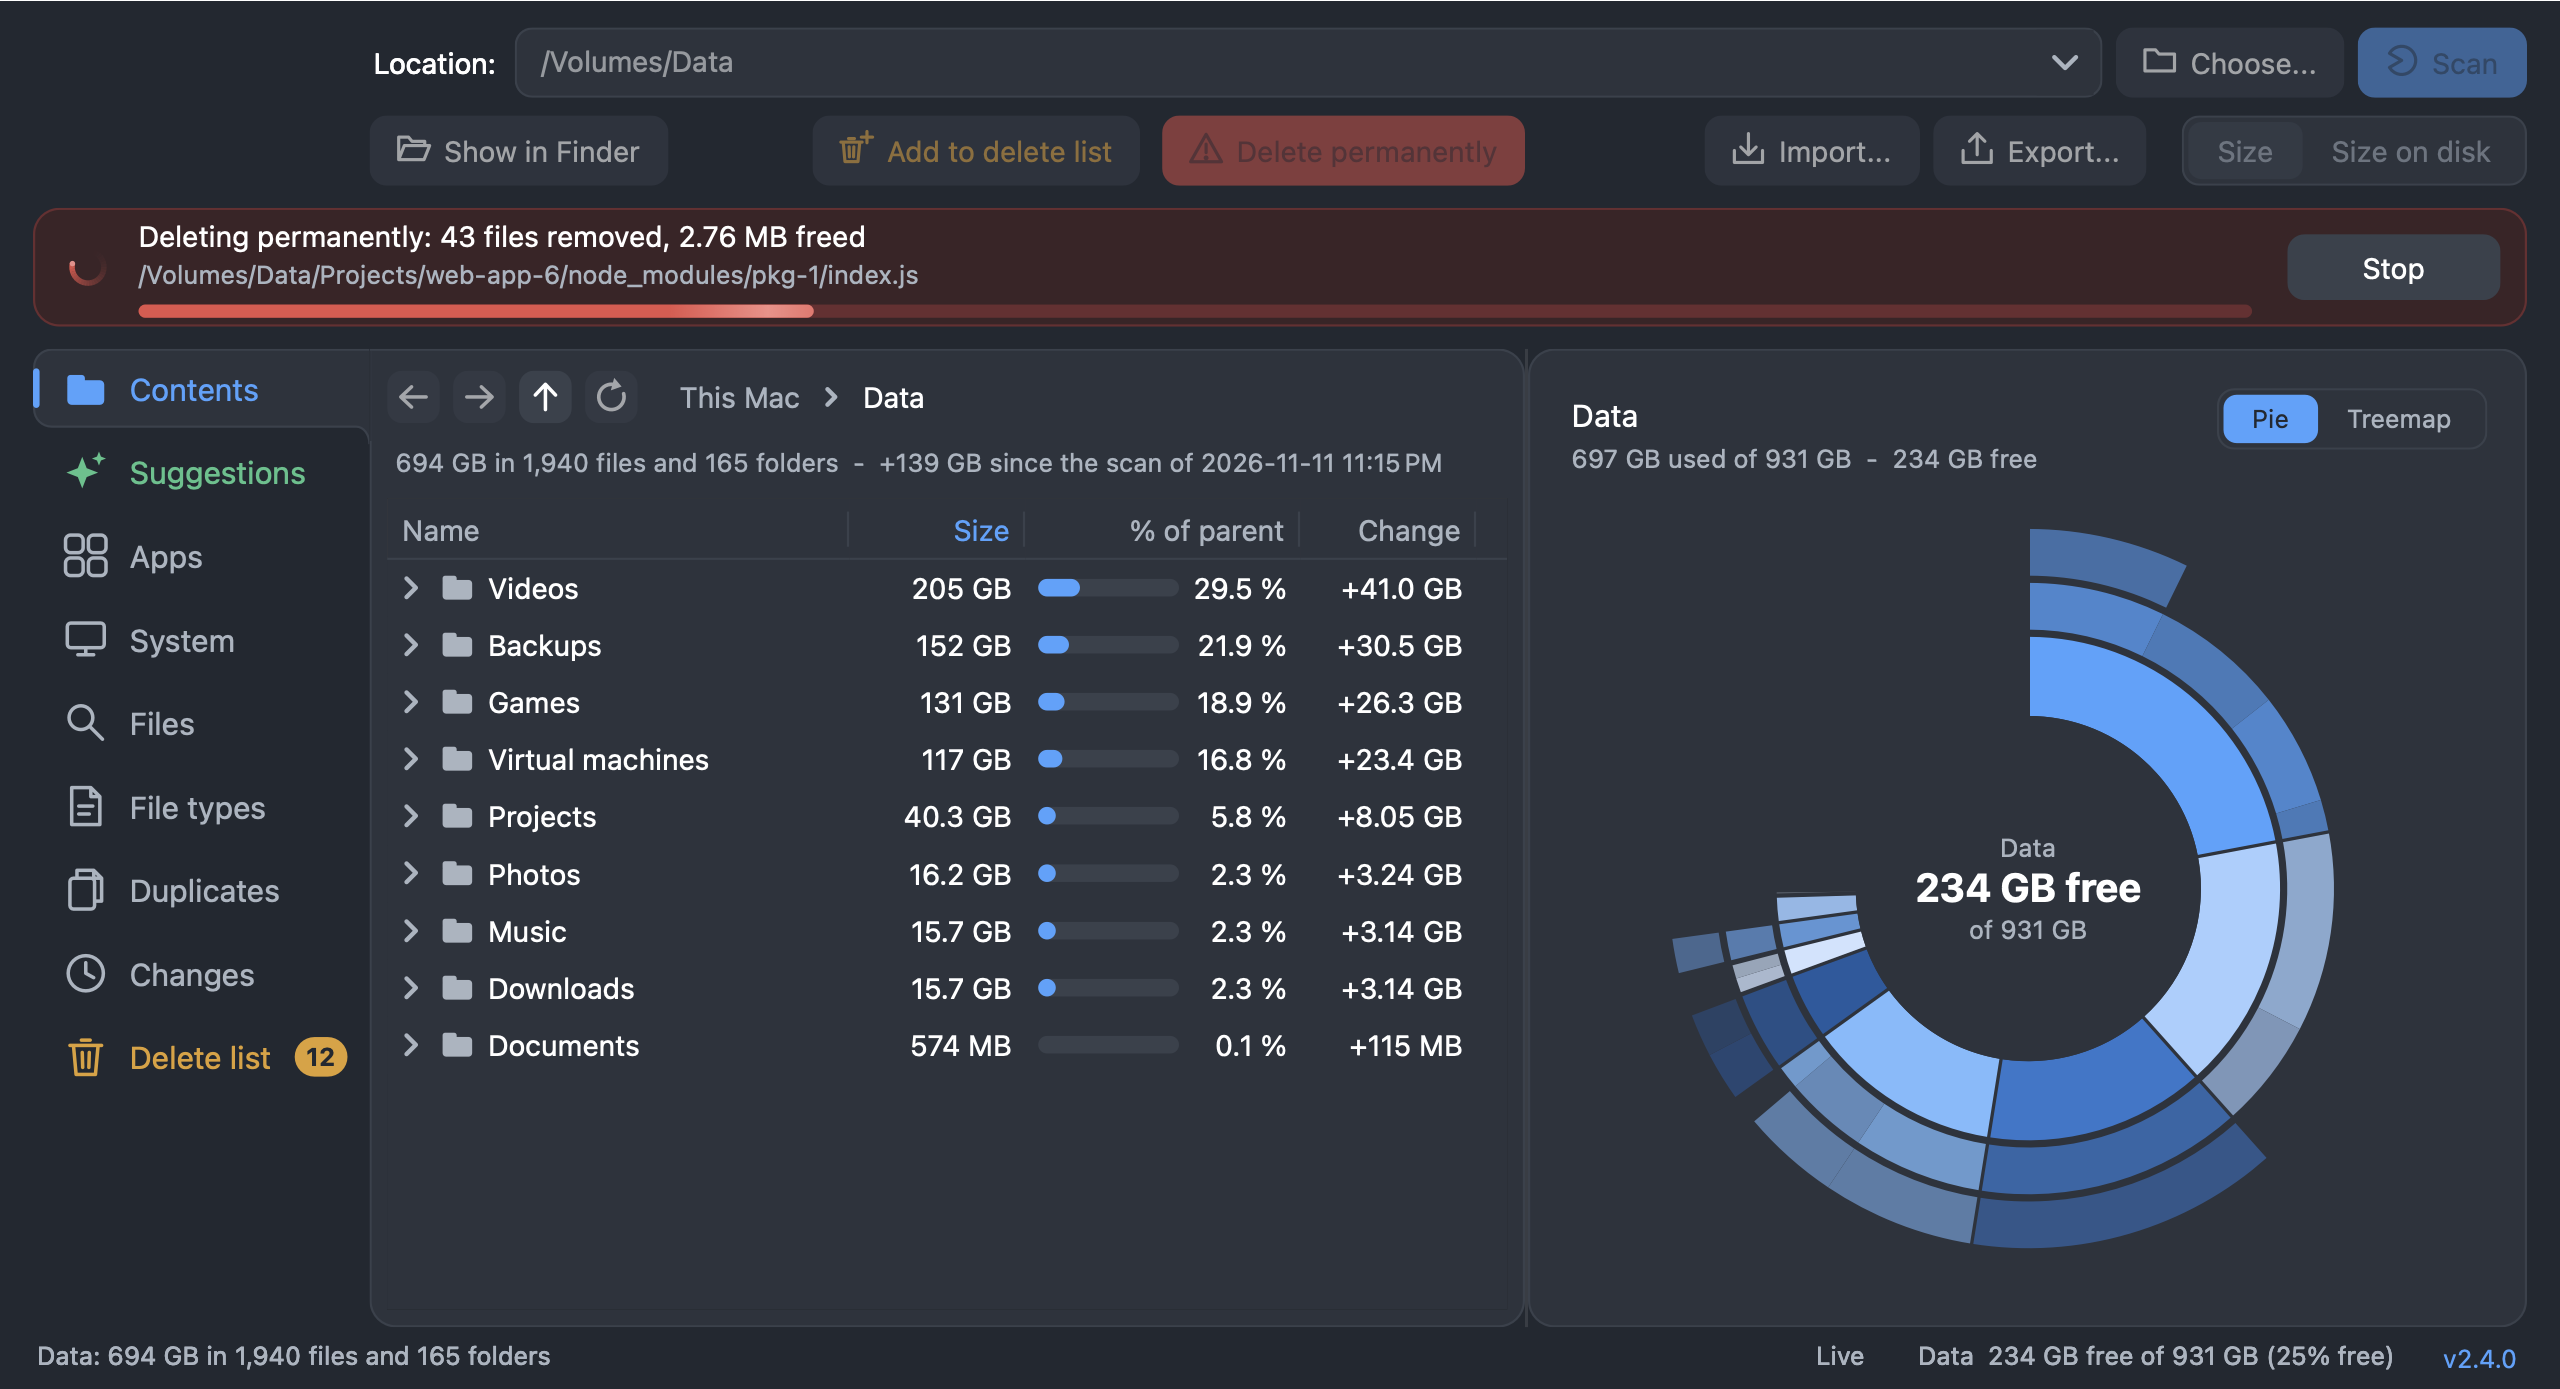 Location: /Volumes/Data Choose... Scan
Show in Finder Add to delete list Delete permanently Import... Export... Size Size on disk
Deleting permanently: 43 files removed, 2.76 MB freed
/Volumes/Data/Projects/web-app-6/node_modules/pkg-1/index.js
Stop
Contents
Suggestions
Apps
System
Files
File types
Duplicates
Changes
Delete list 12
This Mac Data
694 GB in 1,940 files and 165 folders - +139 GB since the scan of 2026-11-11 11:15 PM
Name Size % of parent Change
Videos 205 GB 29.5 % +41.0 GB
Backups 152 GB 21.9 % +30.5 GB
Games 131 GB 18.9 % +26.3 GB
Virtual machines 117 GB 16.8 % +23.4 GB
Projects 40.3 GB 5.8 % +8.05 GB
Photos 16.2 GB 2.3 % +3.24 GB
Music 15.7 GB 2.3 % +3.14 GB
Downloads 15.7 GB 2.3 % +3.14 GB
Documents 574 MB 0.1 % +115 MB
Data
697 GB used of 931 GB - 234 GB free
Pie Treemap
Data
234 GB free
of 931 GB
Data: 694 GB in 1,940 files and 165 folders
Live Data 234 GB free of 931 GB (25% free) v2.4.0